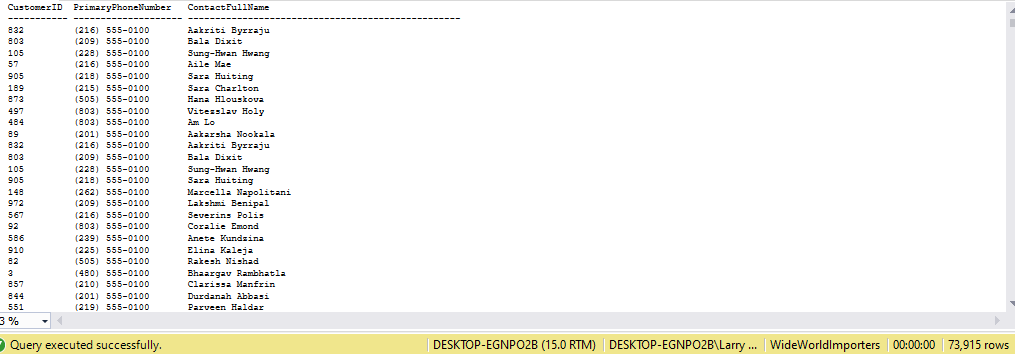 CustomerID PrimaryPhoneNumber ContactFullName
----------- -------------------- --------------------------------------------------
832 (216) 555-0100 Aakriti Byrraju
803 (209) 555-0100 Bala Dixit
105 (228) 555-0100 Sung-Hwan Hwang
57 (216) 555-0100 Aile Mae
905 (218) 555-0100 Sara Huiting
189 (215) 555-0100 Sara Charlton
873 (505) 555-0100 Hana Hlouskova
497 (803) 555-0100 Vitezslav Holy
484 (803) 555-0100 Am Lo
89 (201) 555-0100 Aakarsha Nookala
832 (216) 555-0100 Aakriti Byrraju
803 (209) 555-0100 Bala Dixit
105 (228) 555-0100 Sung-Hwan Hwang
905 (218) 555-0100 Sara Huiting
148 (262) 555-0100 Marcella Napolitani
972 (209) 555-0100 Lakshmi Benipal
567 (216) 555-0100 Severins Polis
92 (803) 555-0100 Coralie Emond
586 (239) 555-0100 Anete Kundzina
910 (225) 555-0100 Elina Kaleja
82 (505) 555-0100 Rakesh Nishad
3 (480) 555-0100 Bhaargav Rambhatla
857 (210) 555-0100 Clarissa Manfrin
844 (201) 555-0100 Durdanah Abbasi
551 (219) 555-0100 Parveen Haldar
3 %
Query executed successfully. DESKTOP-EGNPO2B (15.0 RTM) DESKTOP-EGNPO2B\Larry ... WideWorldImporters 00:00:00 73,915 rows